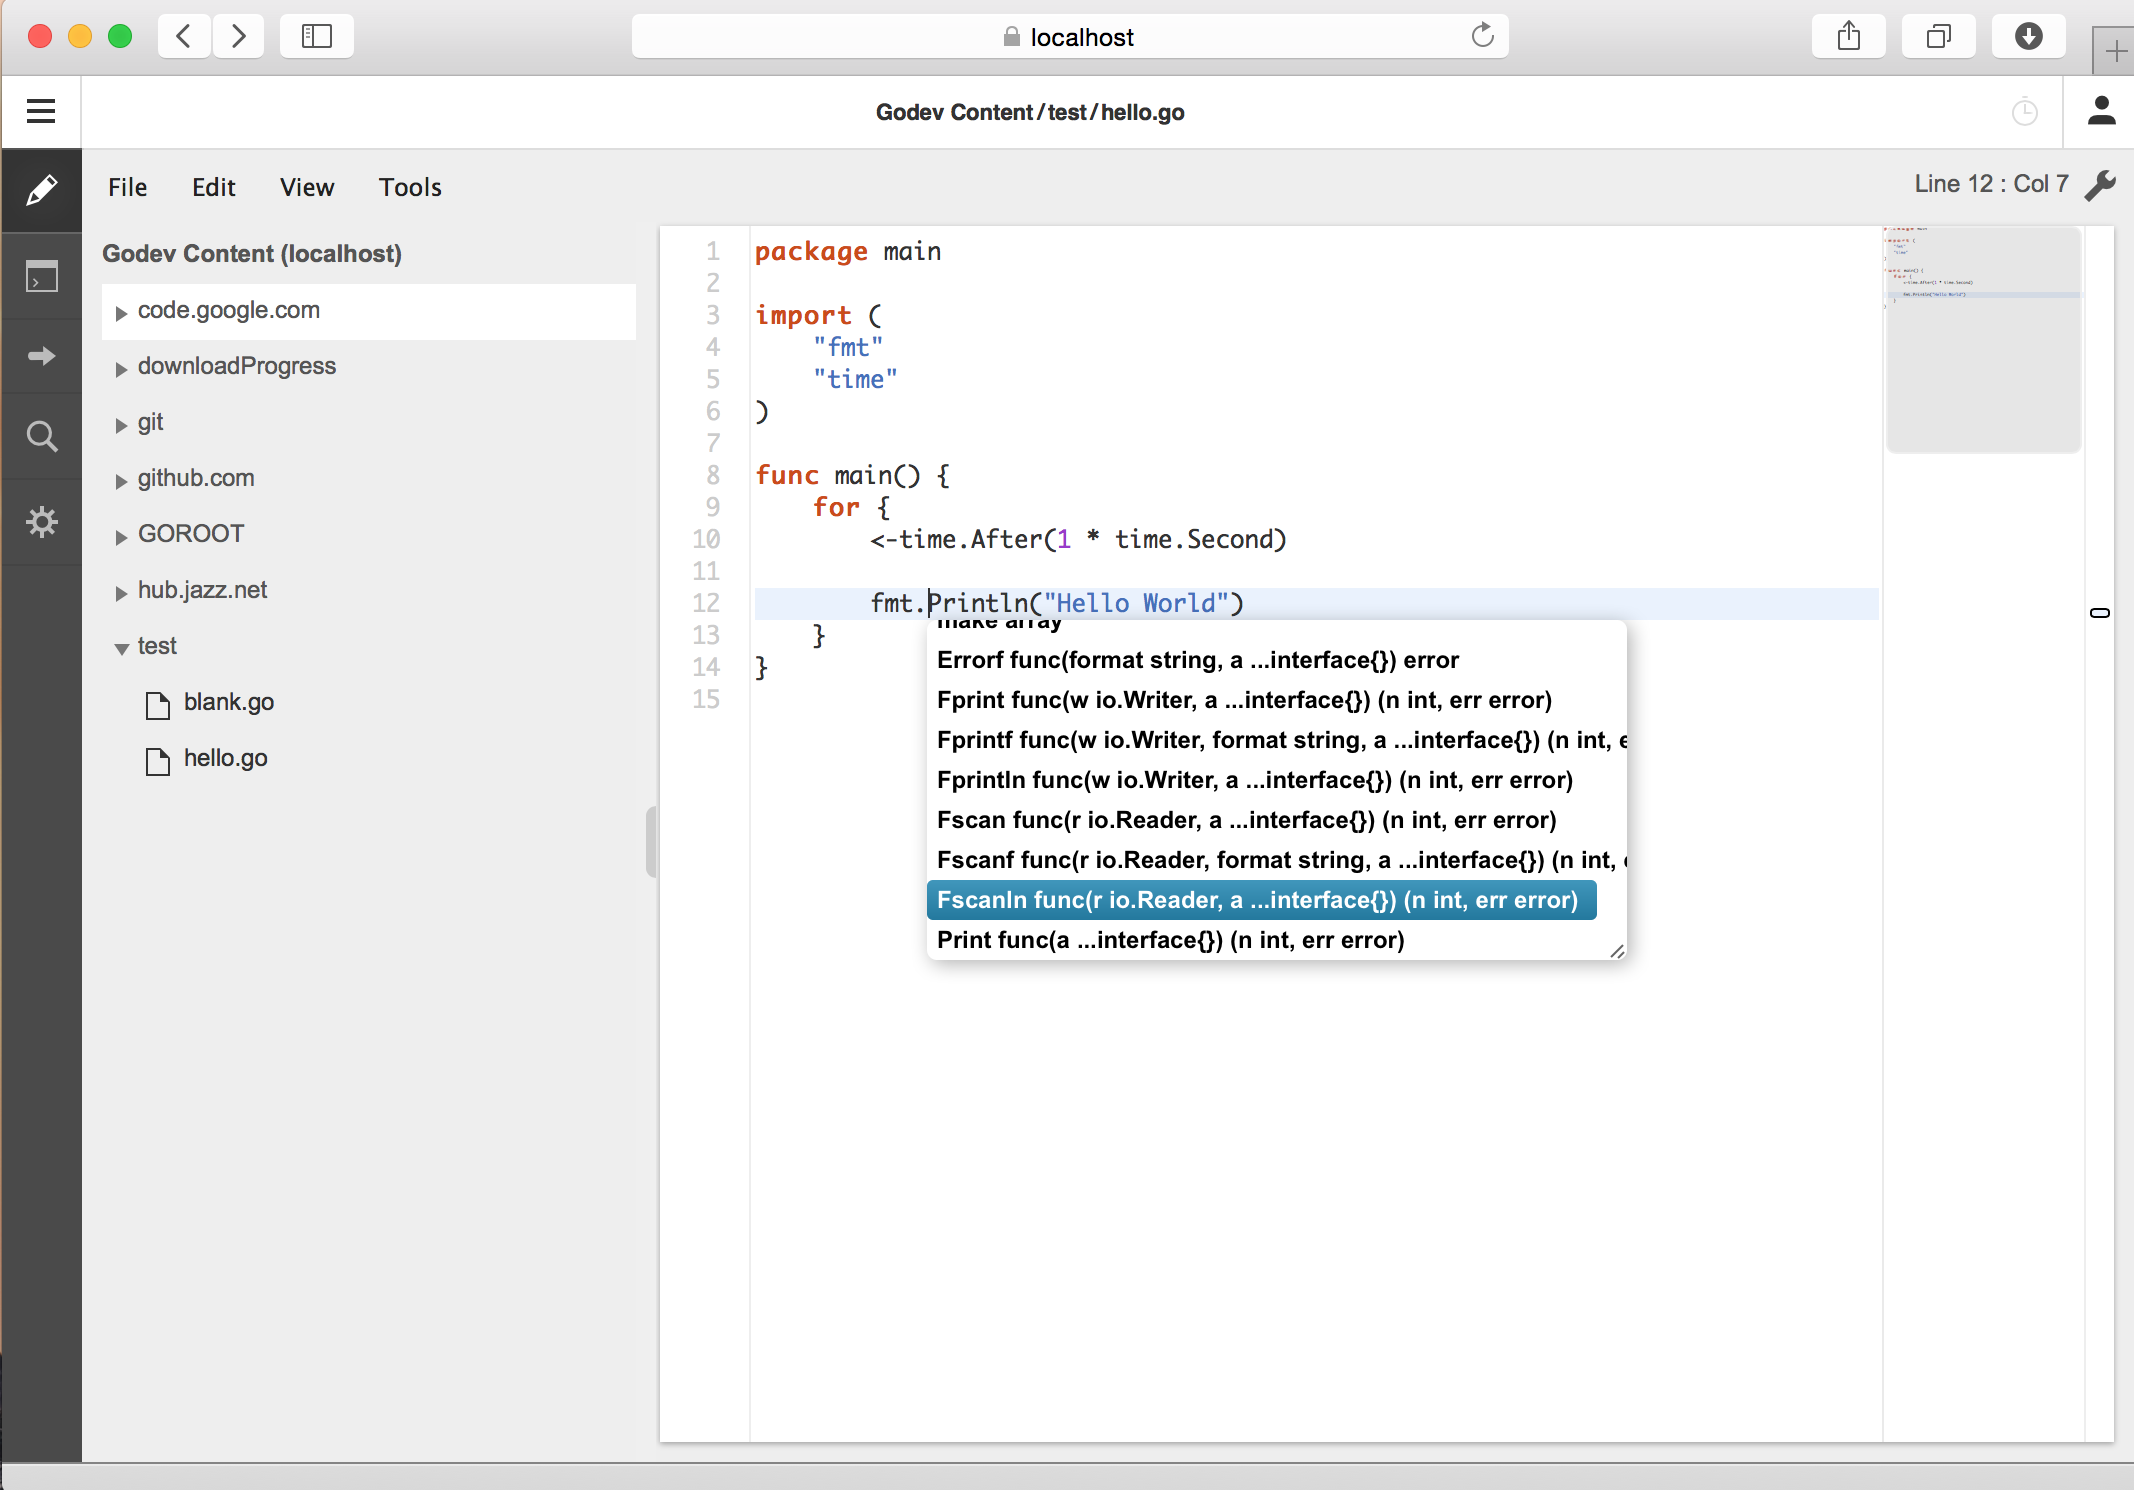 localhost
Godev Content/test/hello.go
File Edit View Tools
Line 12 : Col 7
Godev Content (localhost)
code.google.com
downloadProgress
git
github.com
GOROOT
hub.jazz.net
test
blank.go
hello.go
1 package main
2
3 import (
4 "fmt"
5 "time"
6 )
7
8 func main() {
9 for {
10 <-time.After(1 * time.Second)
11
12 fmt.Println("Hello World")
13 }
14 }
15
make array
Errorf func(format string, a ...interface{}) error
Fprint func(w io.Writer, a ...interface{}) (n int, err error)
Fprintf func(w io.Writer, format string, a ...interface{}) (n int,
Fprintln func(w io.Writer, a ...interface{}) (n int, err error)
Fscan func(r io.Reader, a ...interface{}) (n int, err error)
Fscanf func(r io.Reader, format string, a ...interface{}) (n int,
Fscanln func(r io.Reader, a ...interface{}) (n int, err error)
Print func(a ...interface{}) (n int, err error)